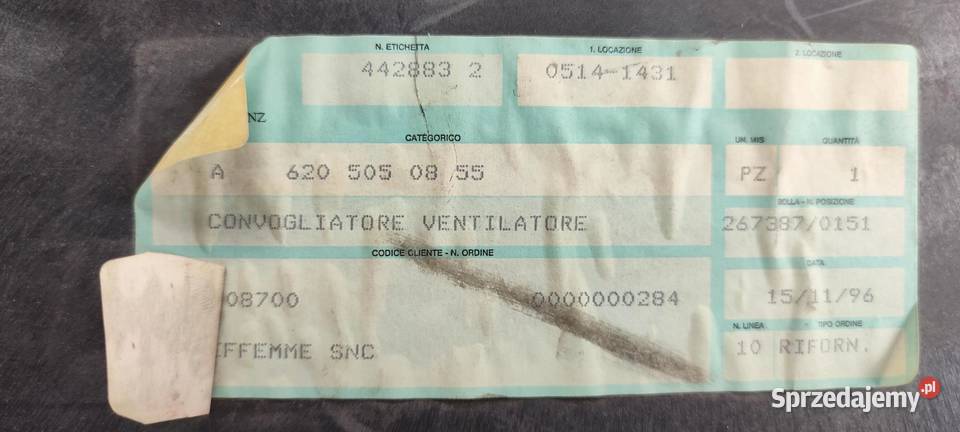 N. ETICHETTA 1. LOCAZIONE 2. LOCAZIONE
442883 2 0514-1431
NZ
CATEGORICO UN. MIS QUANTITÀ
A 620 505 08 55 PZ 1
BOLLA - N. POSIZIONE
CONVOGLIATORE VENTILATORE 267387/0151
CODICE CLIENTE - N. ORDINE DATA
08700 0000000284 15/11/96
N. LINEA - TIPO ORDINE
EFFEMME SNC 10 RIFORN.
Sprzedajemy.pl